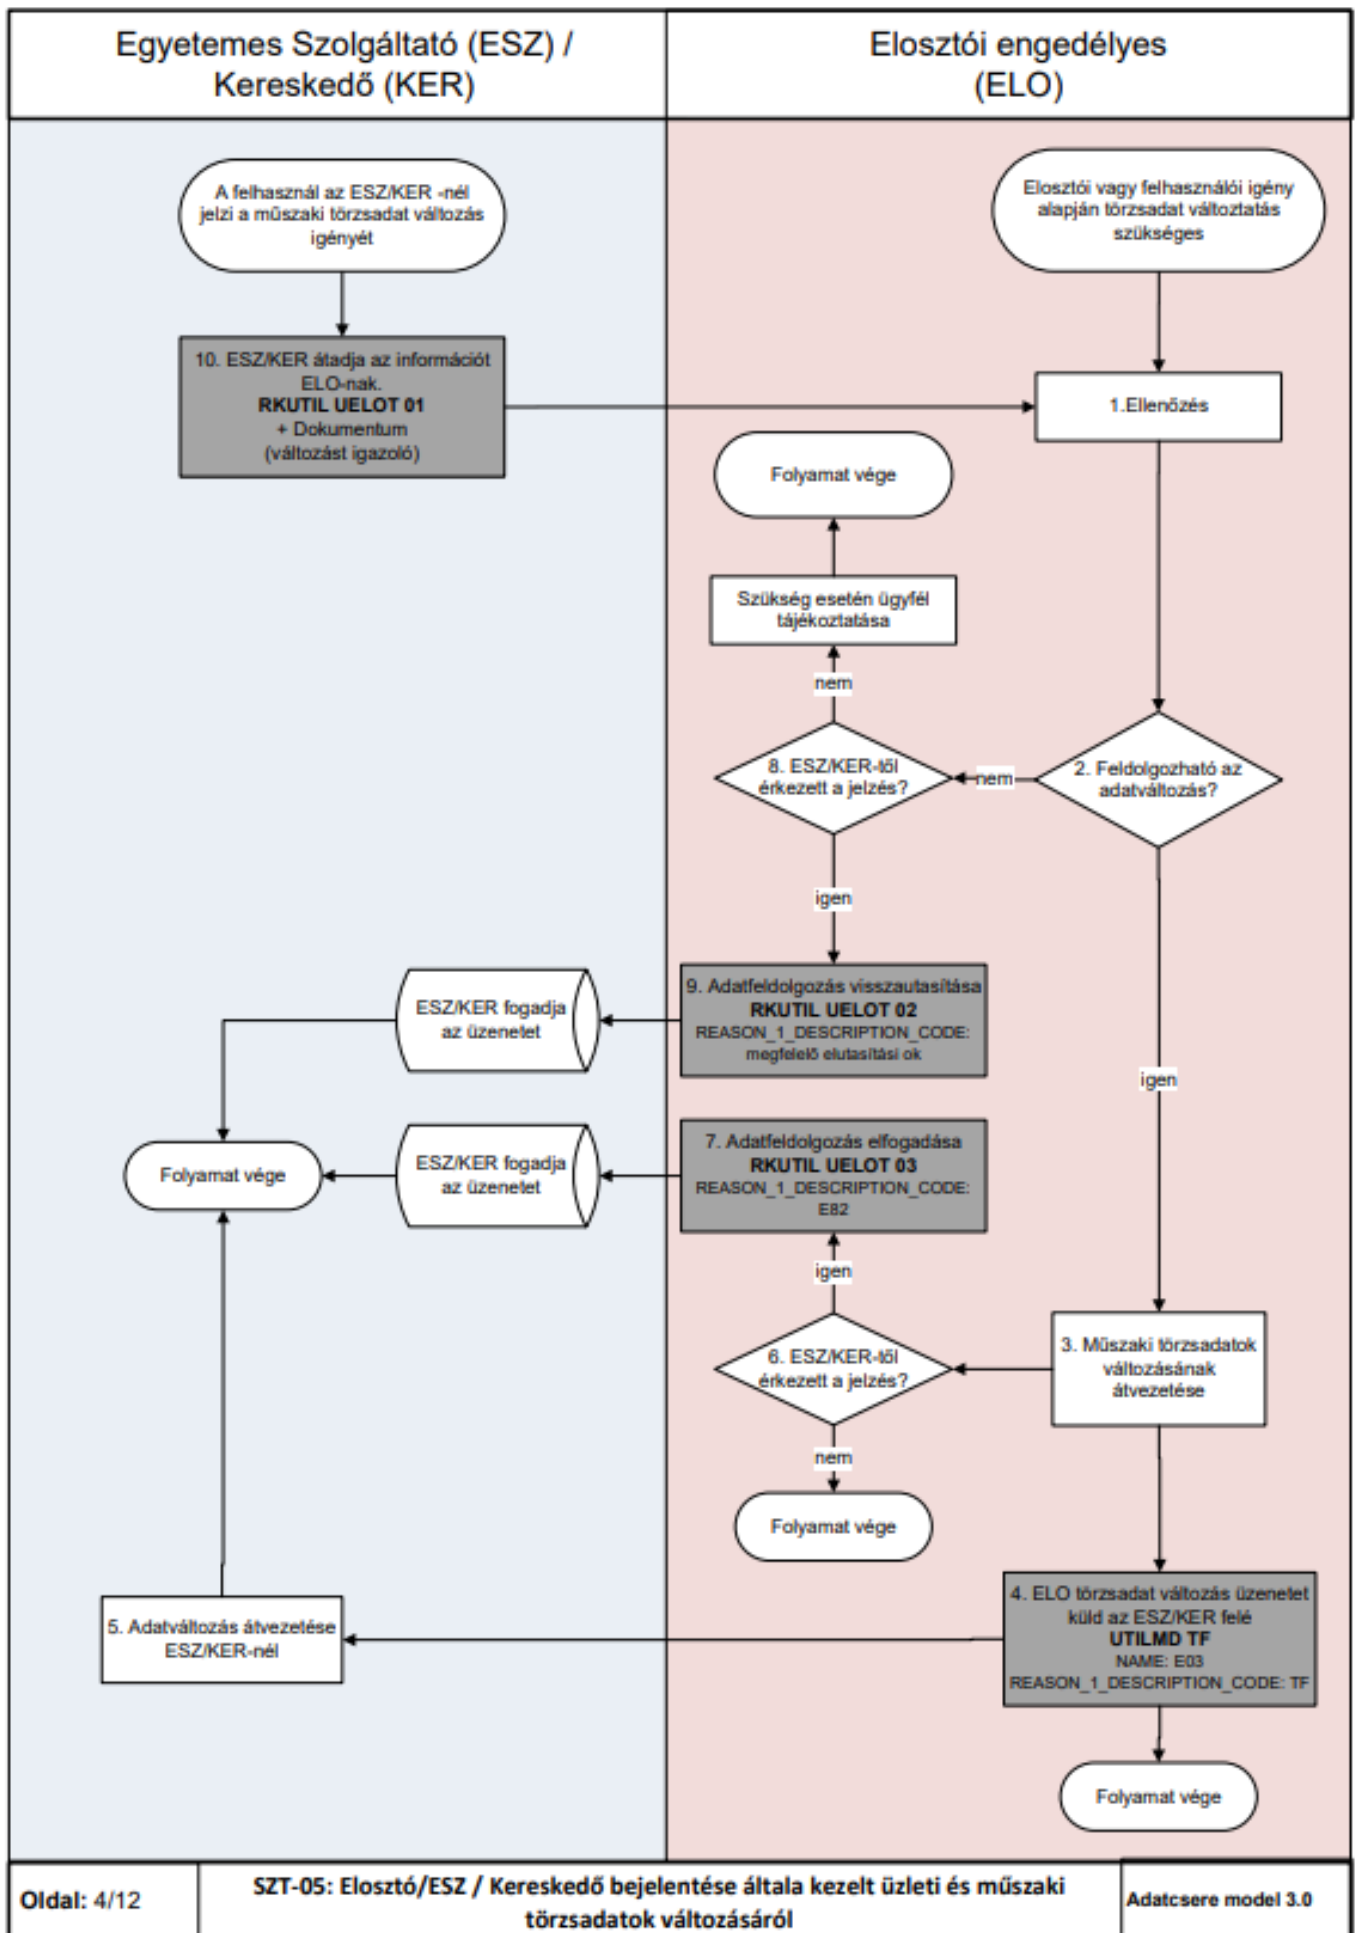 Egyetemes Szolgáltató (ESZ) /
Kereskedő (KER)
Elosztói engedélyes
(ELO)
A felhasznál az ESZ/KER -nél
jelzi a műszaki törzsadat változás
igényét
Elosztói vagy felhasználói igény
alapján törzsadat változtatás
szükséges
10. ESZ/KER átadja az információt
ELO-nak.
RKUTIL UELOT 01
+ Dokumentum
(változást igazoló)
1.Ellenőzés
Folyamat vége
Szükség esetén ügyfél
tájékoztatása
nem
8. ESZ/KER-től
érkezett a jelzés?
nem
2. Feldolgozható az
adatváltozás?
igen
9. Adatfeldolgozás visszautasítása
RKUTIL UELOT 02
REASON_1_DESCRIPTION_CODE:
megfelelő elutasítási ok
ESZ/KER fogadja
az üzenetet
igen
7. Adatfeldolgozás elfogadása
RKUTIL UELOT 03
REASON_1_DESCRIPTION_CODE:
E82
ESZ/KER fogadja
az üzenetet
Folyamat vége
igen
6. ESZ/KER-től
érkezett a jelzés?
3. Műszaki törzsadatok
változásának
átvezetése
nem
Folyamat vége
4. ELO törzsadat változás üzenetet
küld az ESZ/KER felé
UTILMD TF
NAME: E03
REASON_1_DESCRIPTION_CODE: TF
5. Adatváltozás átvezetése
ESZ/KER-nél
Folyamat vége
Oldal: 4/12
SZT-05: Elosztó/ESZ / Kereskedő bejelentése általa kezelt üzleti és műszaki
törzsadatok változásáról
Adatcsere model 3.0